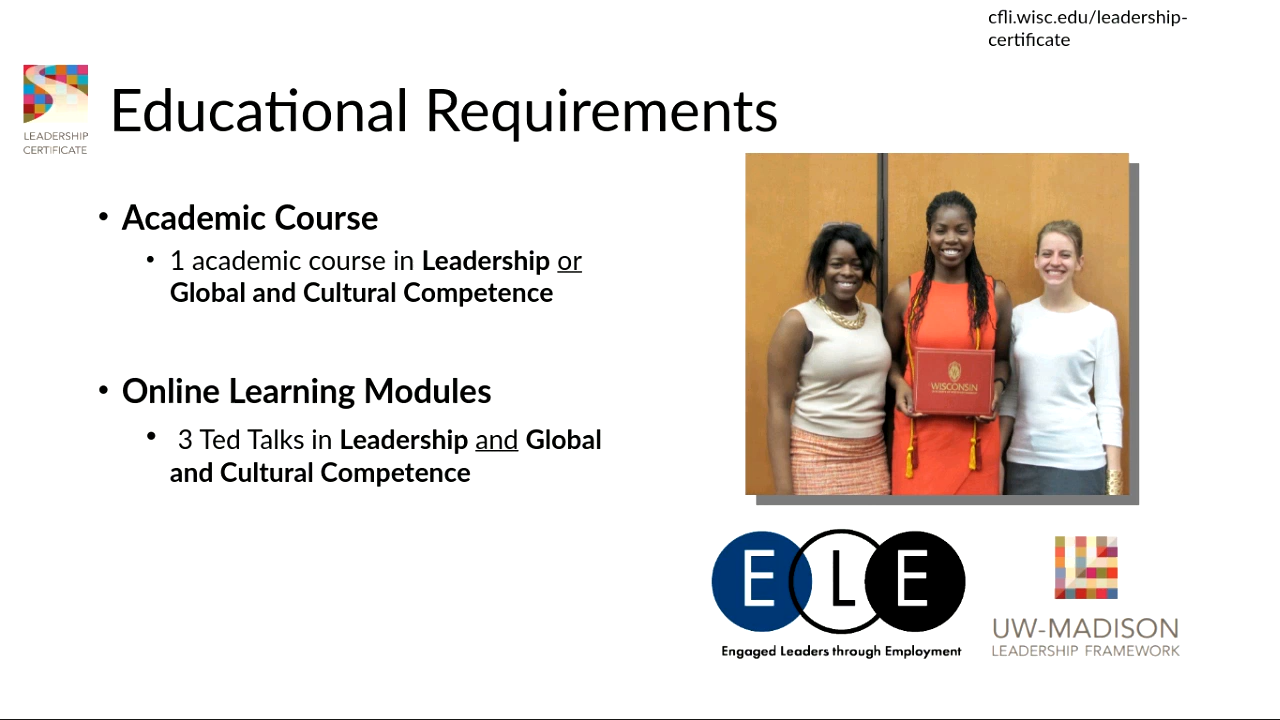 cfli.wisc.edu/leadership-
certificate
LEADERSHIP
CERTIFICATE
Educational Requirements
• Academic Course
• 1 academic course in Leadership or
Global and Cultural Competence
• Online Learning Modules
• 3 Ted Talks in Leadership and Global
and Cultural Competence
WISCONSIN
E L E
Engaged Leaders through Employment
UW-MADISON
LEADERSHIP FRAMEWORK